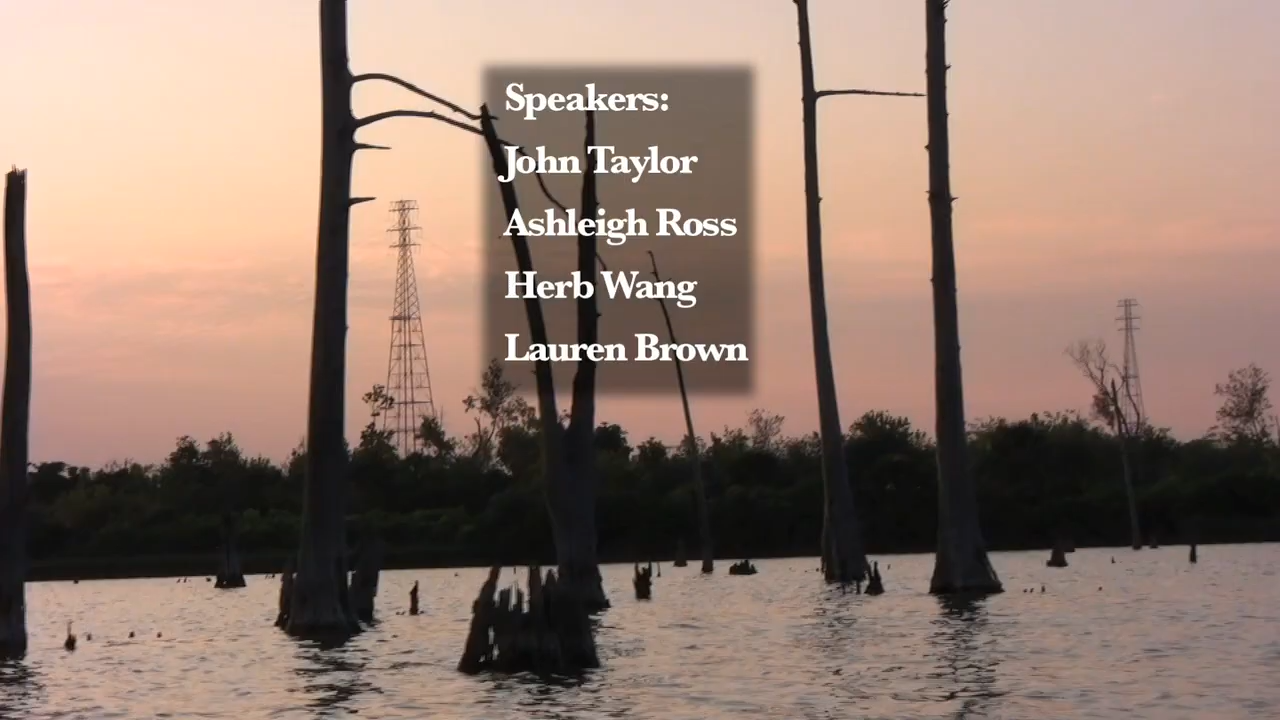 Speakers:
John Taylor
Ashleigh Ross
Herb Wang
Lauren Brown